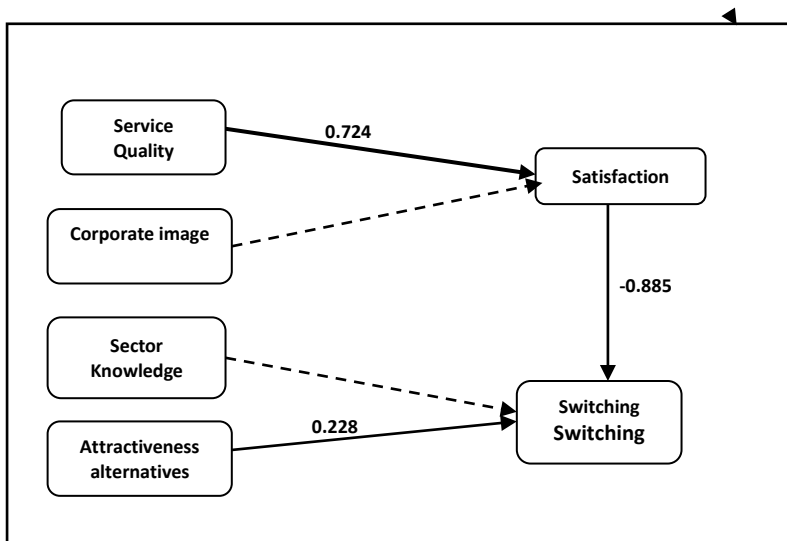 Service
Quality
0.724
Satisfaction
Corporate image
-0.885
Sector
Knowledge
Switching
Switching
0.228
Attractiveness
alternatives